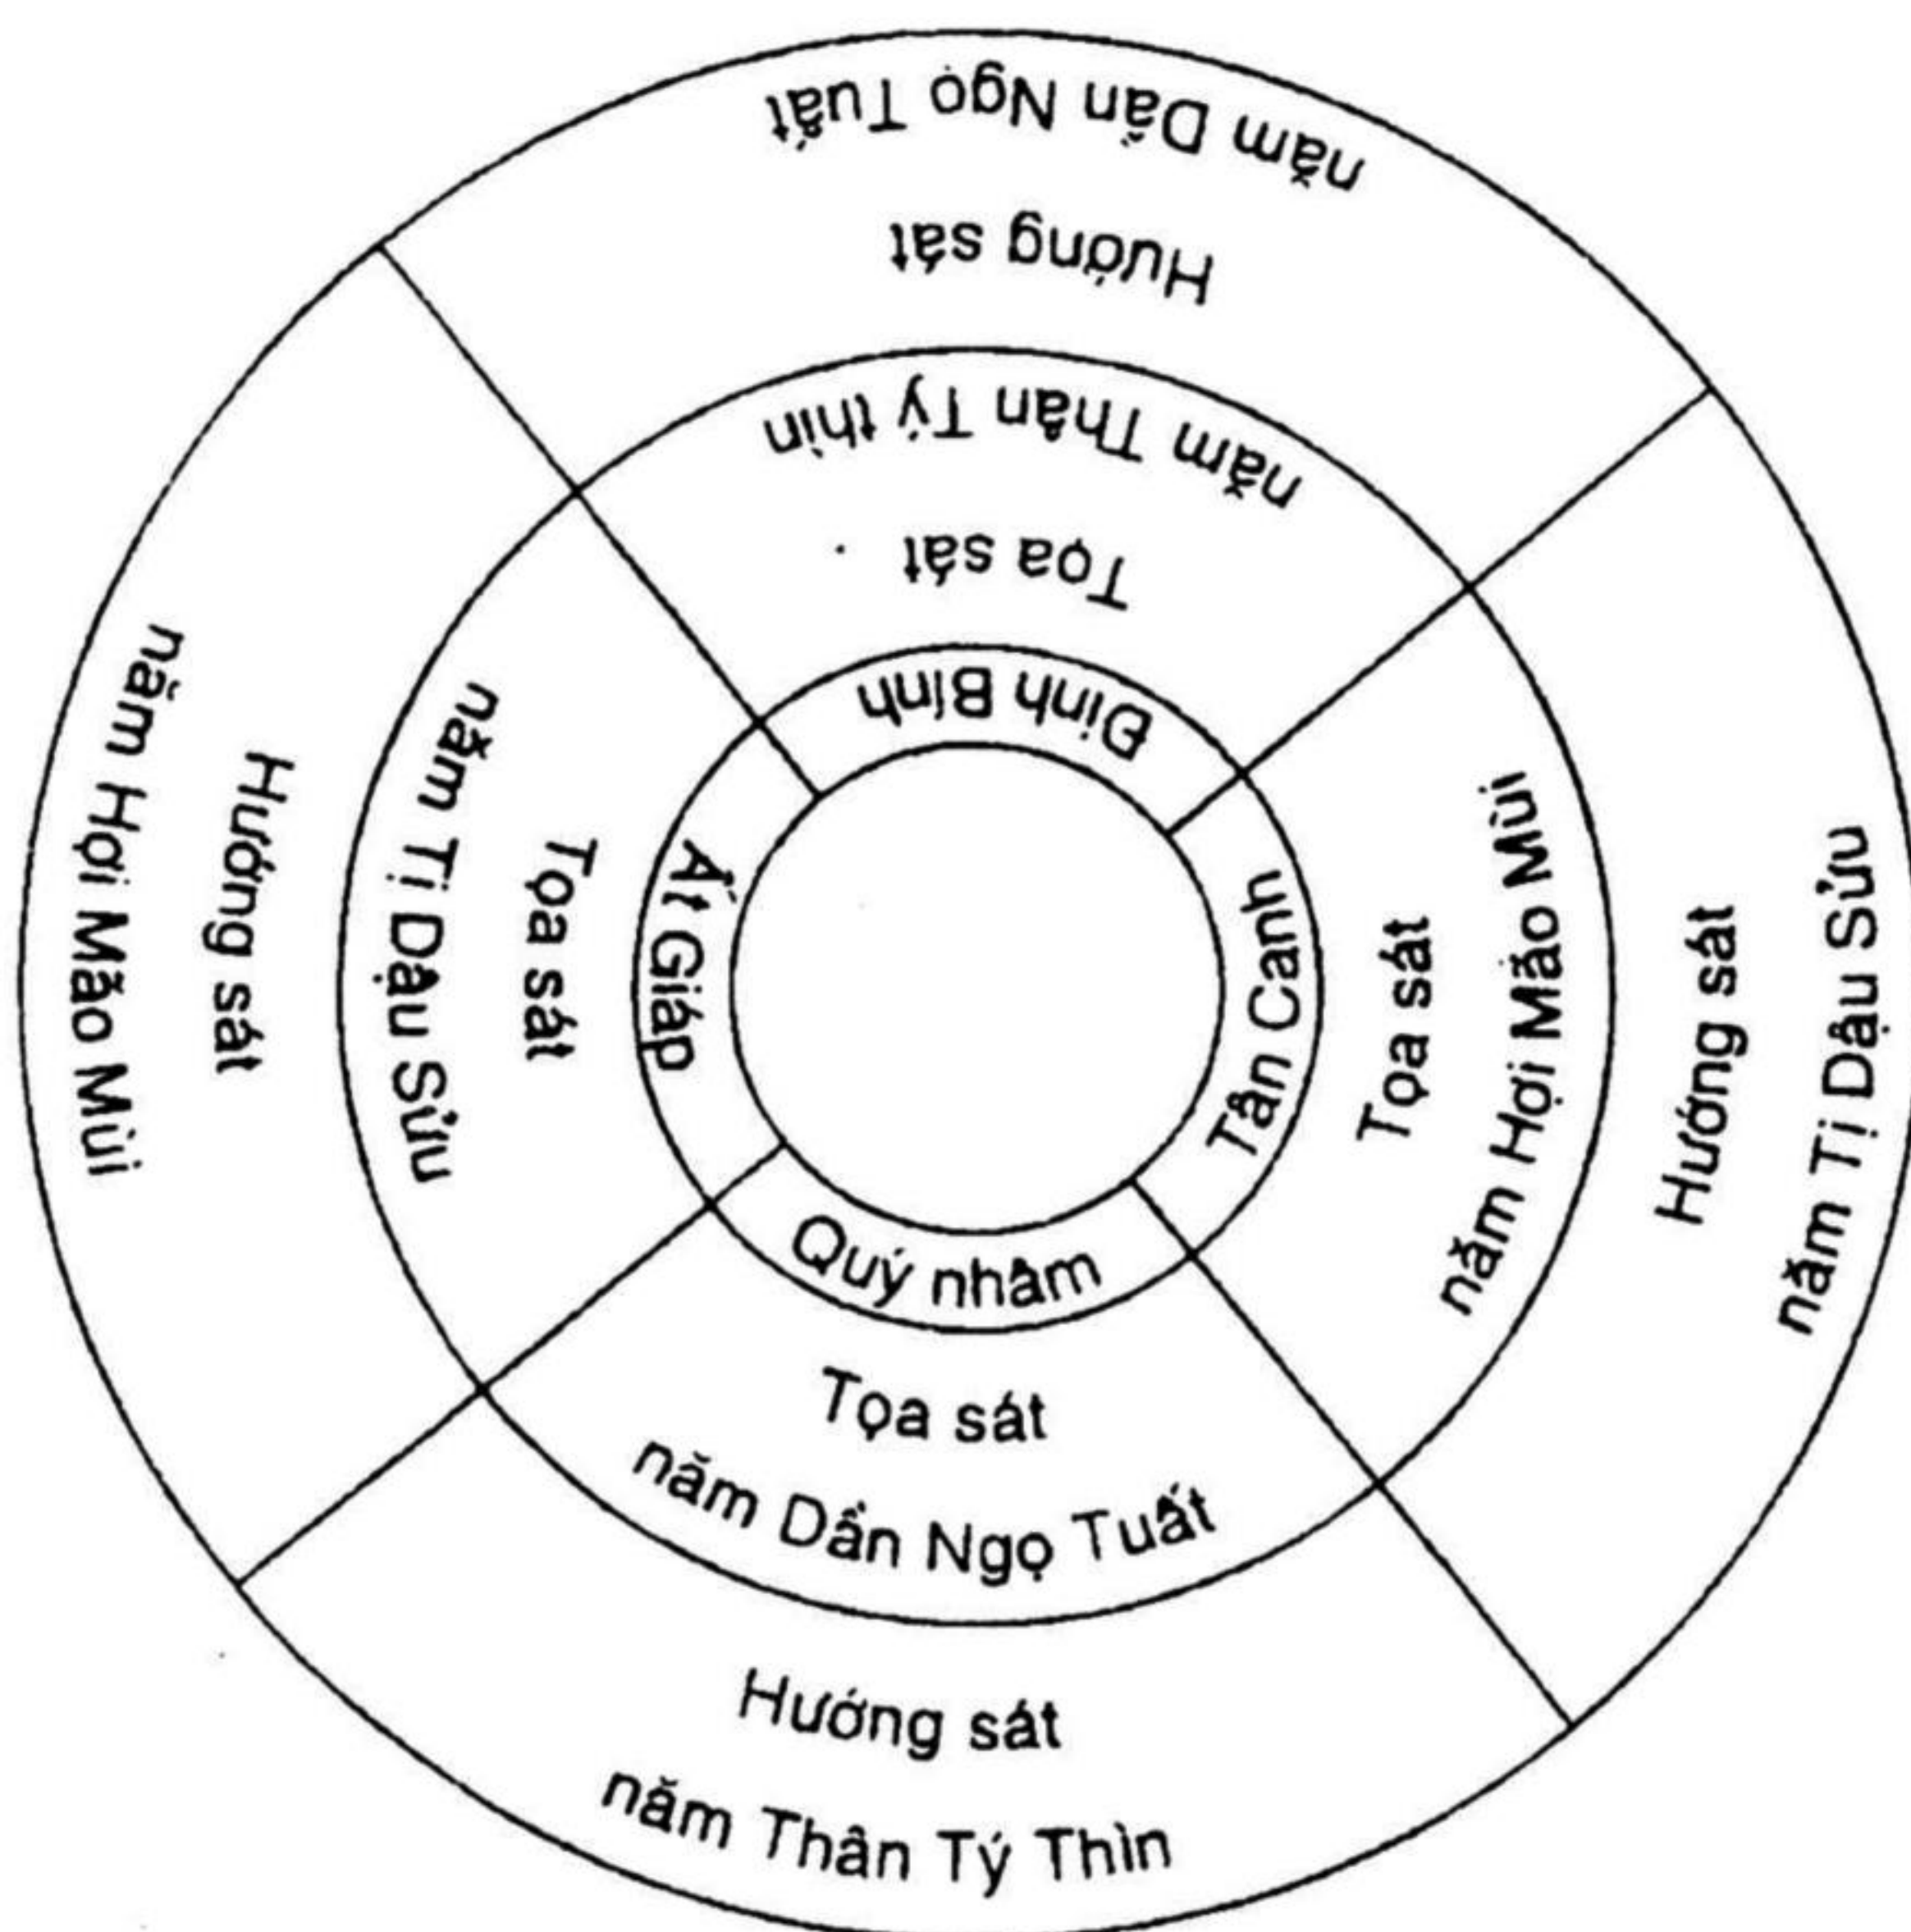 năm Dần Ngọ Tuất
Hướng sát
năm Thân Tý thìn
Tọa sát
Đinh Bính
năm Hợi Mão Mùi
Hướng sát
năm Tị Dậu Sửu
Tọa sát
Ất Giáp
Tân Canh
Tọa sát
năm Hợi Mão Mùi
Hướng sát
năm Tị Dậu Sửu
Quý nhâm
Tọa sát
năm Dần Ngọ Tuất
Hướng sát
năm Thân Tý Thìn